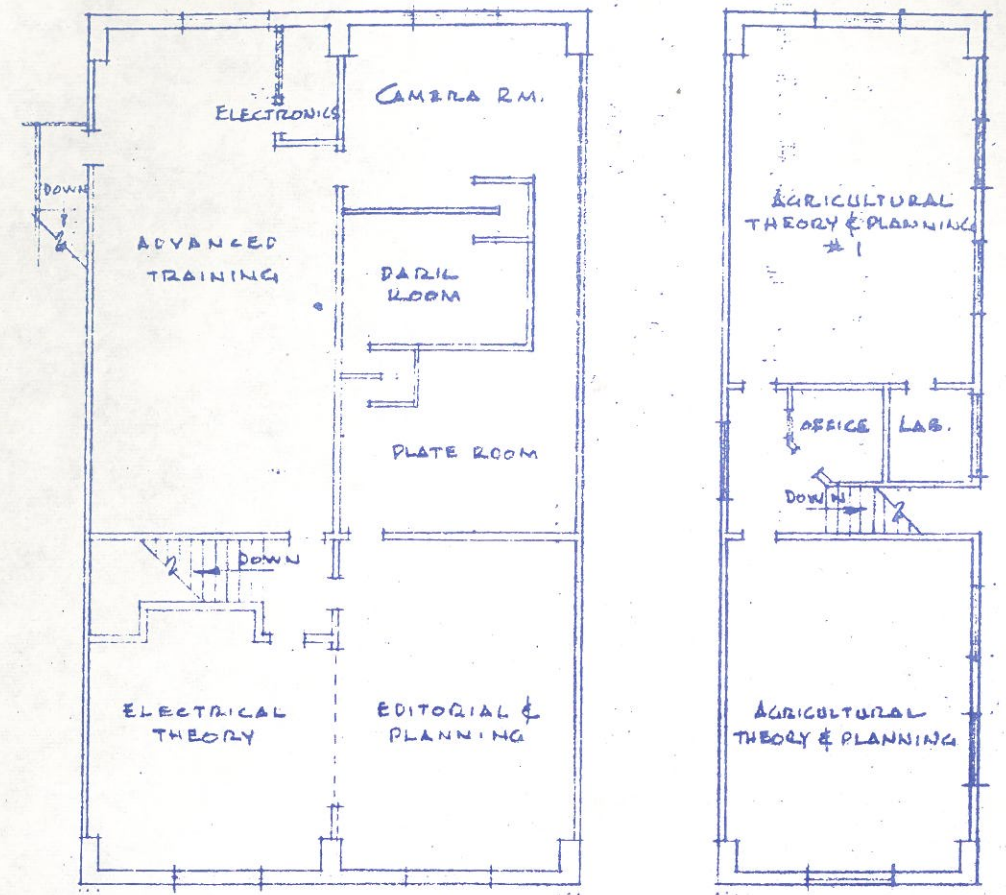 ELECTRONICS
CAMERA RM.
DOWN
ADVANCED
TRAINING
DARK
ROOM
PLATE ROOM
DOWN
ELECTRICAL
THEORY
EDITORIAL &
PLANNING
AGRICULTURAL
THEORY & PLANNING
# 1
OFFICE
LAB.
DOWN
AGRICULTURAL
THEORY & PLANNING